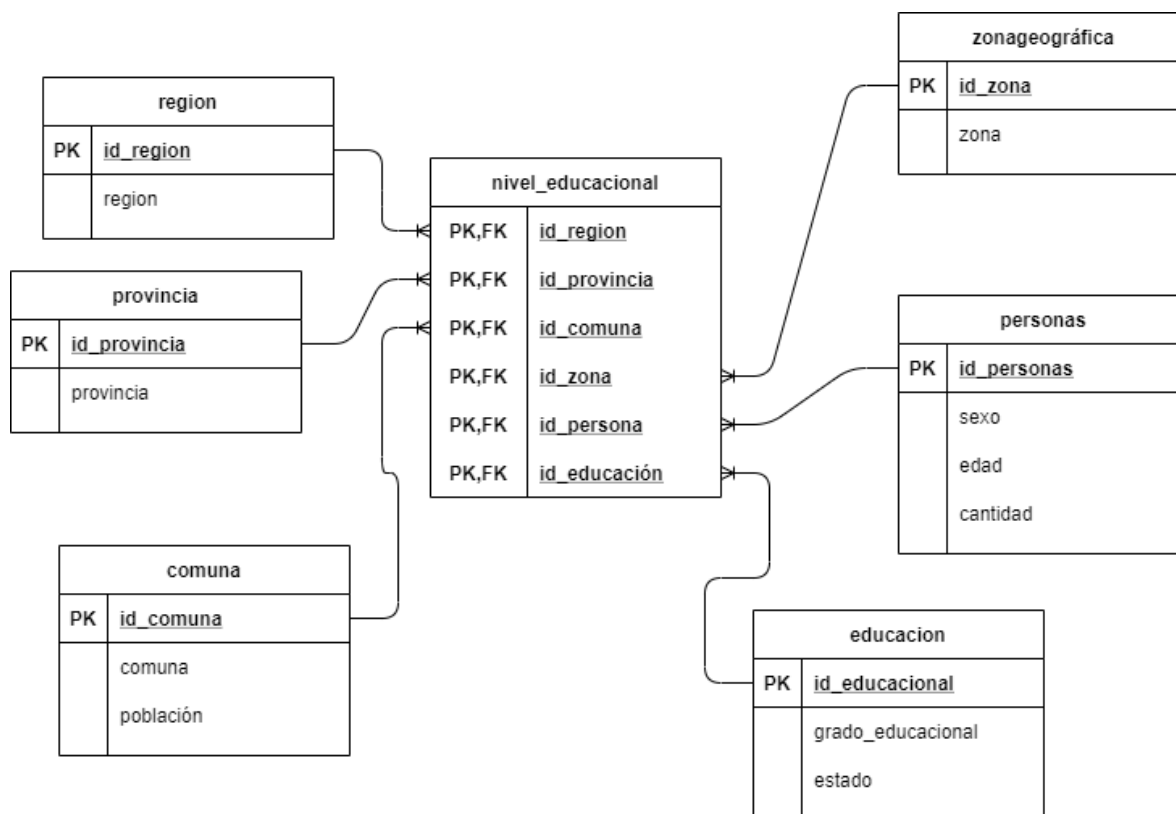 region
PK id_region
region
provincia
PK id_provincia
provincia
comuna
PK id_comuna
comuna
población
nivel_educacional
PK,FK id_region
PK,FK id_provincia
PK,FK id_comuna
PK,FK id_zona
PK,FK id_persona
PK,FK id_educación
zonageográfica
PK id_zona
zona
personas
PK id_personas
sexo
edad
cantidad
educacion
PK id_educacional
grado_educacional
estado